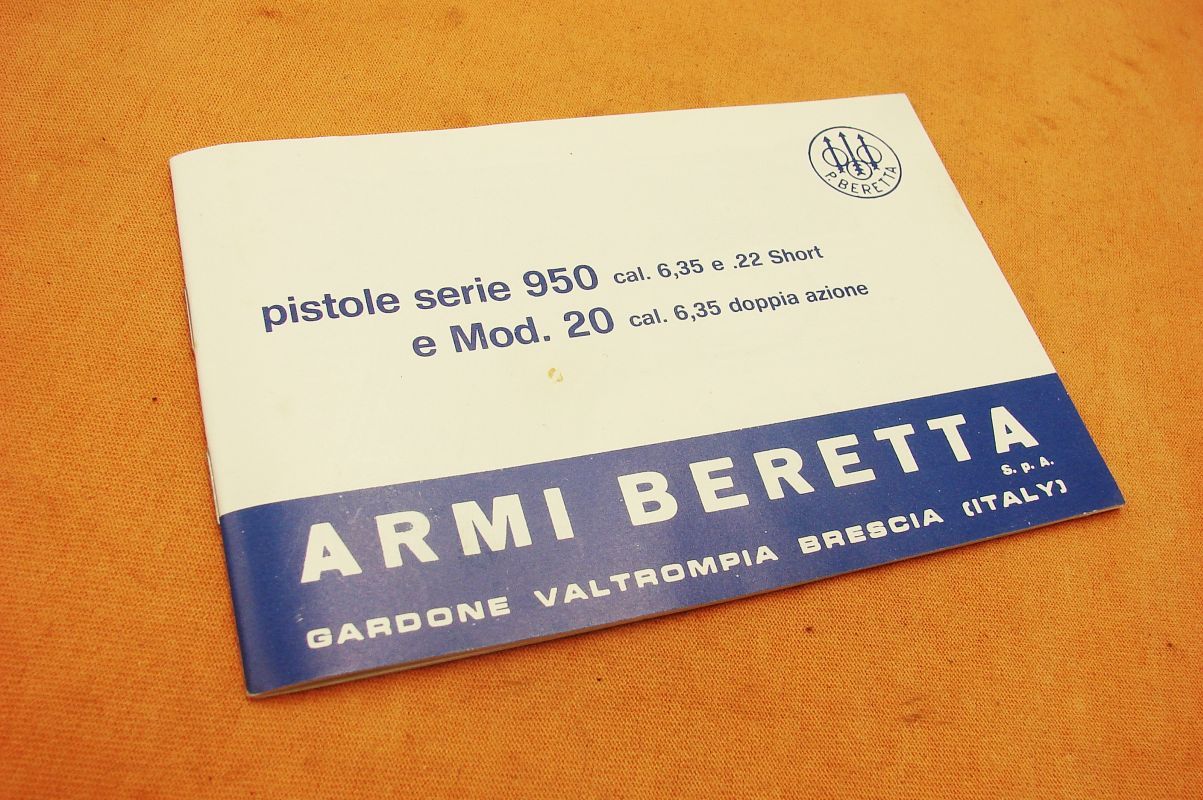 P. BERETTA
pistole serie 950 cal. 6,35 e .22 Short
e Mod. 20 cal. 6,35 doppia azione
ARMI BERETTA
S. p. A.
GARDONE VALTROMPIA BRESCIA (ITALY)